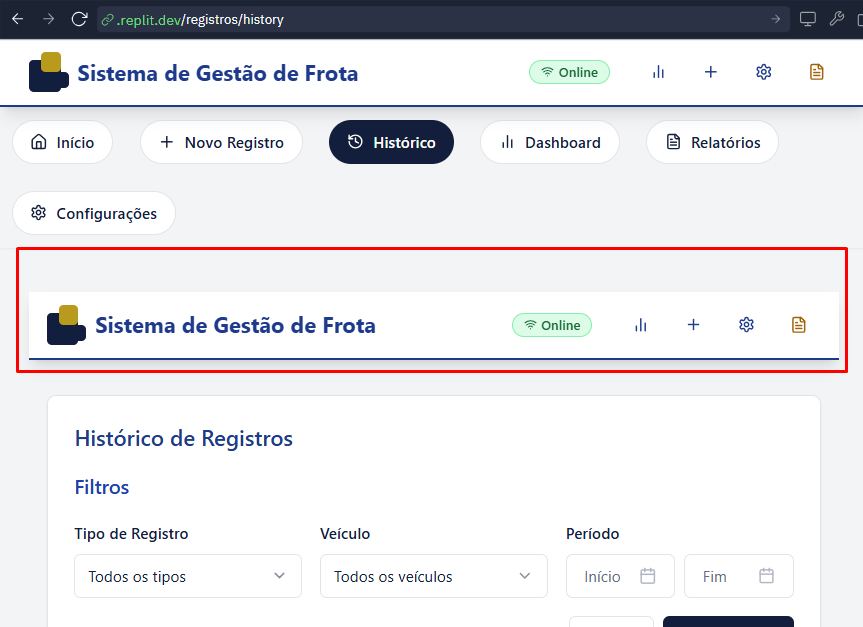 .replit.dev/registros/history
Sistema de Gestão de Frota
Online
Início
Novo Registro
Histórico
Dashboard
Relatórios
Configurações
Sistema de Gestão de Frota
Online
Histórico de Registros
Filtros
Tipo de Registro Veículo Período
Todos os tipos Todos os veículos Início Fim